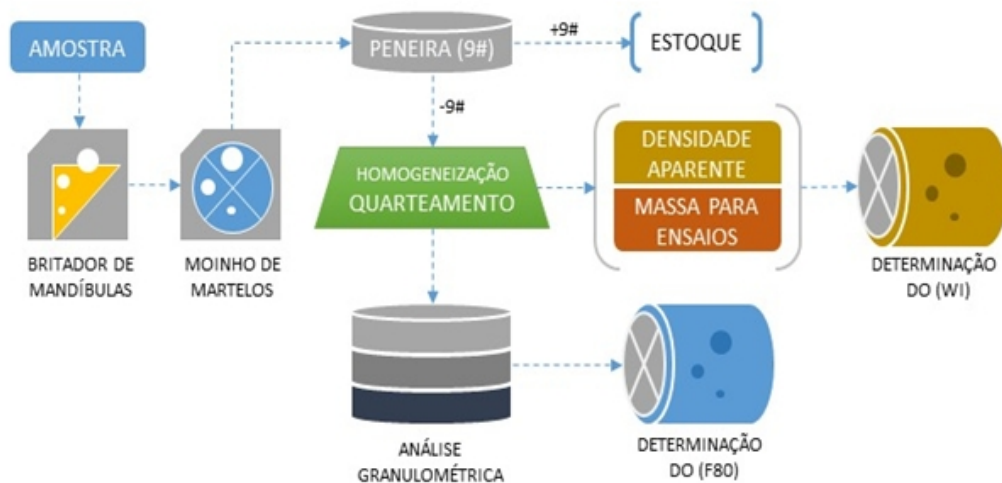 AMOSTRA
PENEIRA (9#)
+9#
ESTOQUE
-9#
BRITADOR DE
MANDÍBULAS
MOINHO DE
MARTELOS
HOMOGENEIZAÇÃO
QUARTEAMENTO
DENSIDADE
APARENTE
MASSA PARA
ENSAIOS
DETERMINAÇÃO
DO (WI)
ANÁLISE
GRANULOMÉTRICA
DETERMINAÇÃO
DO (F80)